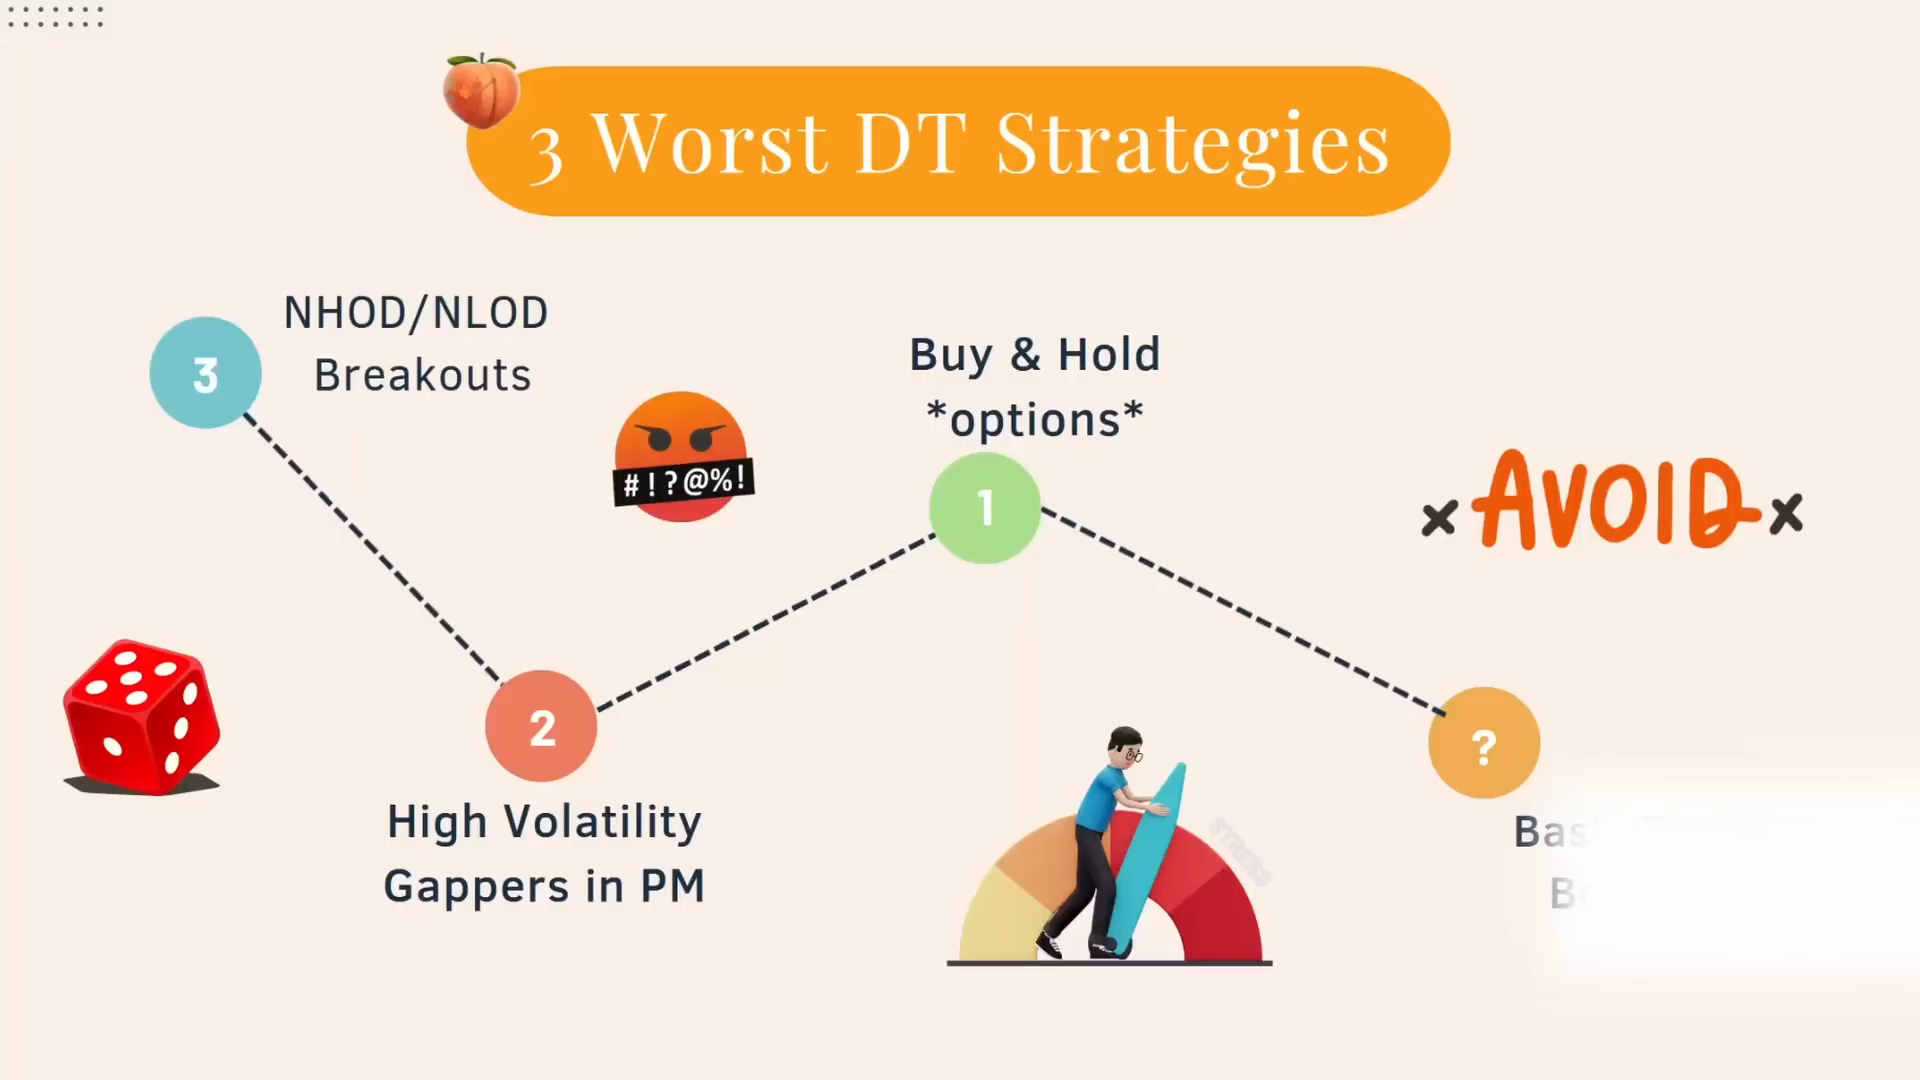 3 Worst DT Strategies
3
NHOD/NLOD
Breakouts
#!?@%!
Buy & Hold
*options*
1
AVOID
2
High Volatility
Gappers in PM
STRESS
?